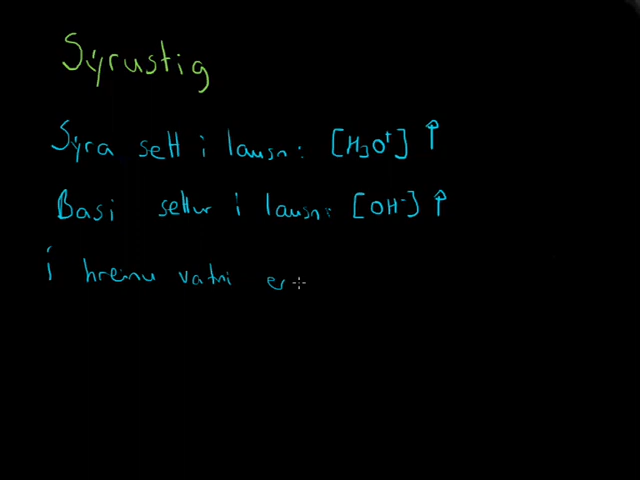 Sýrustig
Sýra sett í lausn: [H₃O⁺] ↑
Basi settur í lausn: [OH⁻] ↑
Í hreinu vatni er